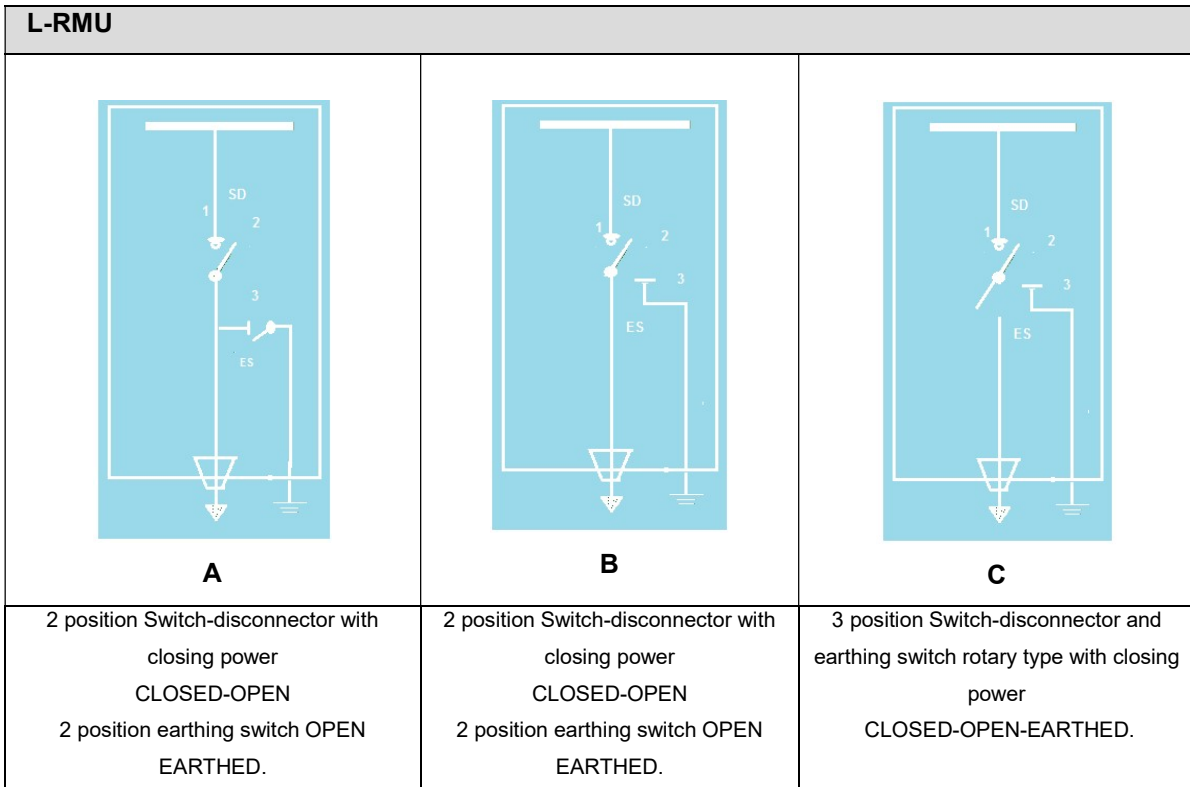 L-RMU
SD
1
2
3
ES
A
SD
1
2
3
ES
B
SD
1
2
3
ES
C
2 position Switch-disconnector with
closing power
CLOSED-OPEN
2 position earthing switch OPEN
EARTHED.
2 position Switch-disconnector with
closing power
CLOSED-OPEN
2 position earthing switch OPEN
EARTHED.
3 position Switch-disconnector and
earthing switch rotary type with closing
power
CLOSED-OPEN-EARTHED.